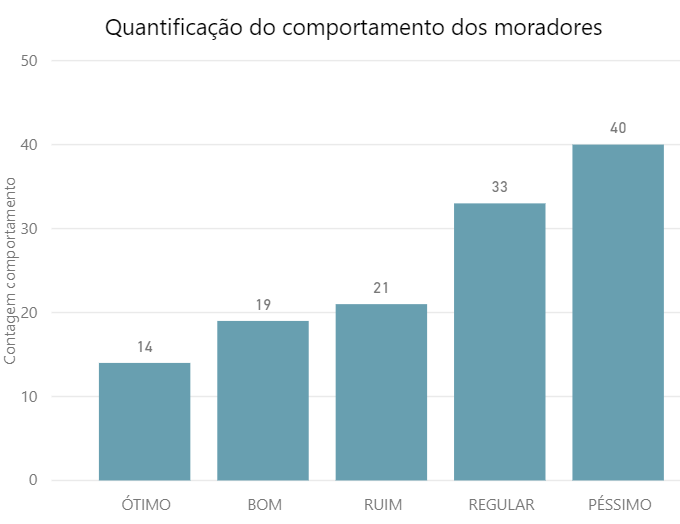 Quantificação do comportamento dos moradores
Contagem comportamento
50
40
30
20
10
0
14
19
21
33
40
ÓTIMO
BOM
RUIM
REGULAR
PÉSSIMO